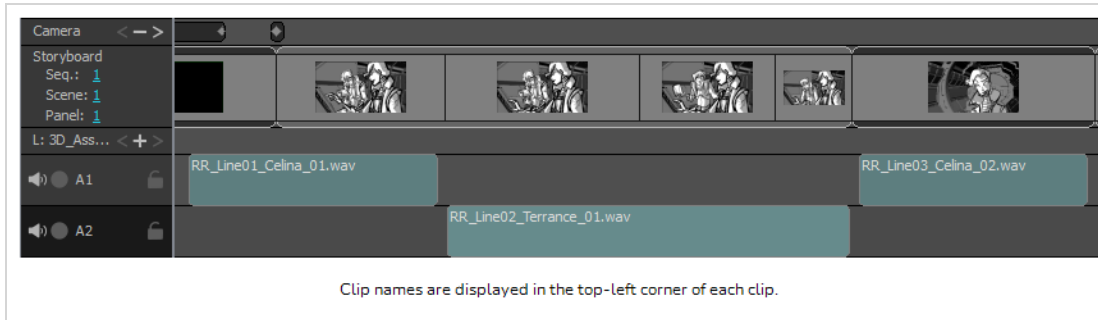 Camera < - >
Storyboard
Seq.: 1
Scene: 1
Panel: 1
L: 3D_Ass... < + >
A1
RR_Line01_Celina_01.wav
RR_Line03_Celina_02.wav
A2
RR_Line02_Terrance_01.wav
Clip names are displayed in the top-left corner of each clip.